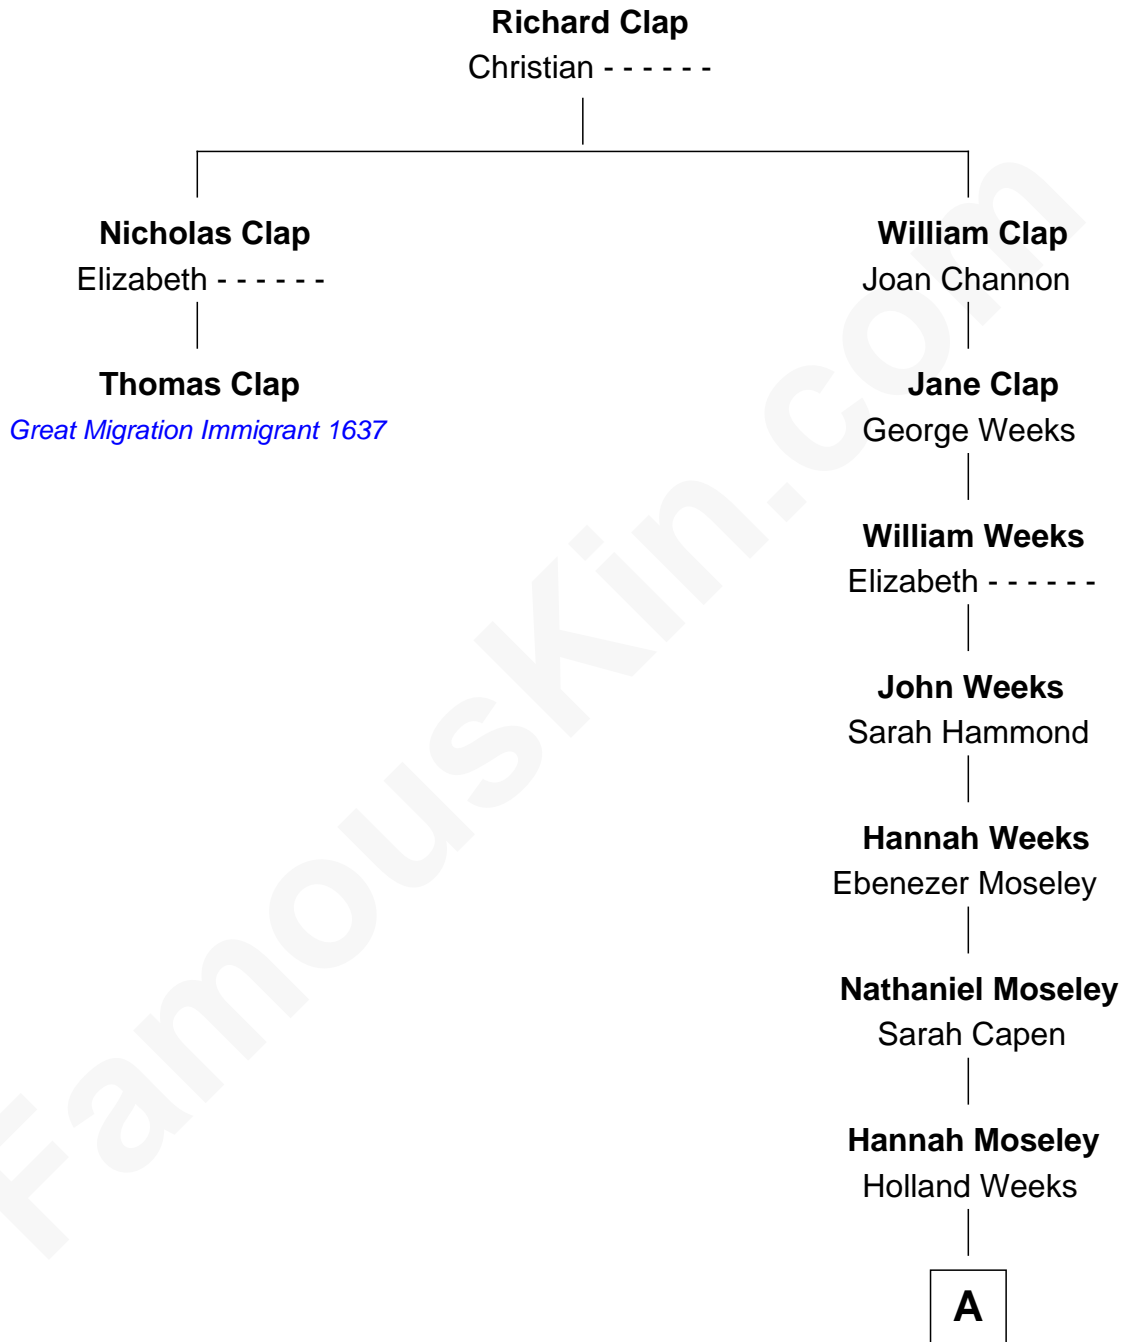 Richard Clap
Christian - - - - - -
Nicholas Clap
Elizabeth - - - - - -
William Clap
Joan Channon
Thomas Clap
Great Migration Immigrant 1637
Jane Clap
George Weeks
William Weeks
Elizabeth - - - - - -
John Weeks
Sarah Hammond
Hannah Weeks
Ebenezer Moseley
Nathaniel Moseley
Sarah Capen
Hannah Moseley
Holland Weeks
A
FamousKin.com